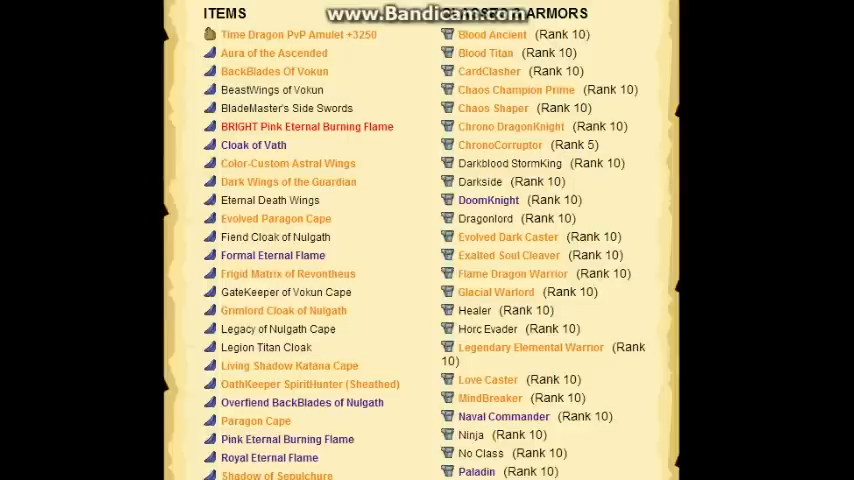 www.Bandicam.com
ITEMS
Time Dragon PvP Amulet +3250
Aura of the Ascended
BackBlades Of Vokun
BeastWings of Vokun
BladeMaster's Side Swords
BRIGHT Pink Eternal Burning Flame
Cloak of Vath
Color-Custom Astral Wings
Dark Wings of the Guardian
Eternal Death Wings
Evolved Paragon Cape
Fiend Cloak of Nulgath
Formal Eternal Flame
Frigid Matrix of Revontheus
GateKeeper of Vokun Cape
Grimlord Cloak of Nulgath
Legacy of Nulgath Cape
Legion Titan Cloak
Living Shadow Katana Cape
OathKeeper SpiritHunter (Sheathed)
Overfiend BackBlades of Nulgath
Paragon Cape
Pink Eternal Burning Flame
Royal Eternal Flame
Shadow of Sepulchure
ARMORS
Blood Ancient (Rank 10)
Blood Titan (Rank 10)
CardClasher (Rank 10)
Chaos Champion Prime (Rank 10)
Chaos Shaper (Rank 10)
Chrono DragonKnight (Rank 10)
ChronoCorruptor (Rank 5)
Darkblood StormKing (Rank 10)
Darkside (Rank 10)
DoomKnight (Rank 10)
Dragonlord (Rank 10)
Evolved Dark Caster (Rank 10)
Exalted Soul Cleaver (Rank 10)
Flame Dragon Warrior (Rank 10)
Glacial Warlord (Rank 10)
Healer (Rank 10)
Horc Evader (Rank 10)
Legendary Elemental Warrior (Rank
10)
Love Caster (Rank 10)
MindBreaker (Rank 10)
Naval Commander (Rank 10)
Ninja (Rank 10)
No Class (Rank 10)
Paladin (Rank 10)